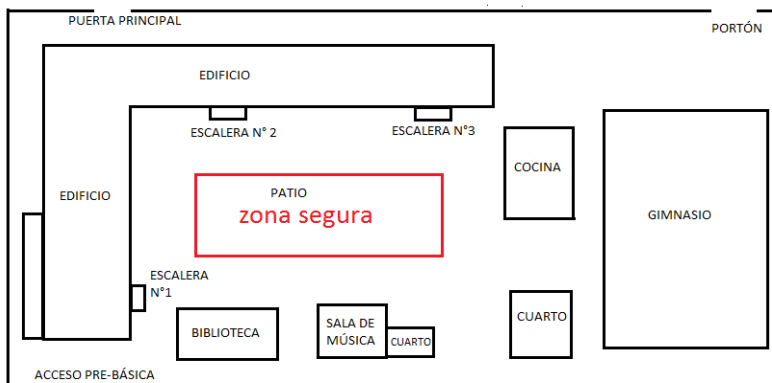 PUERTA PRINCIPAL
PORTÓN
EDIFICIO
ESCALERA N° 2
ESCALERA N°3
COCINA
EDIFICIO
PATIO
zona segura
GIMNASIO
ESCALERA
N°1
BIBLIOTECA
SALA DE
MÚSICA
CUARTO
CUARTO
ACCESO PRE-BÁSICA